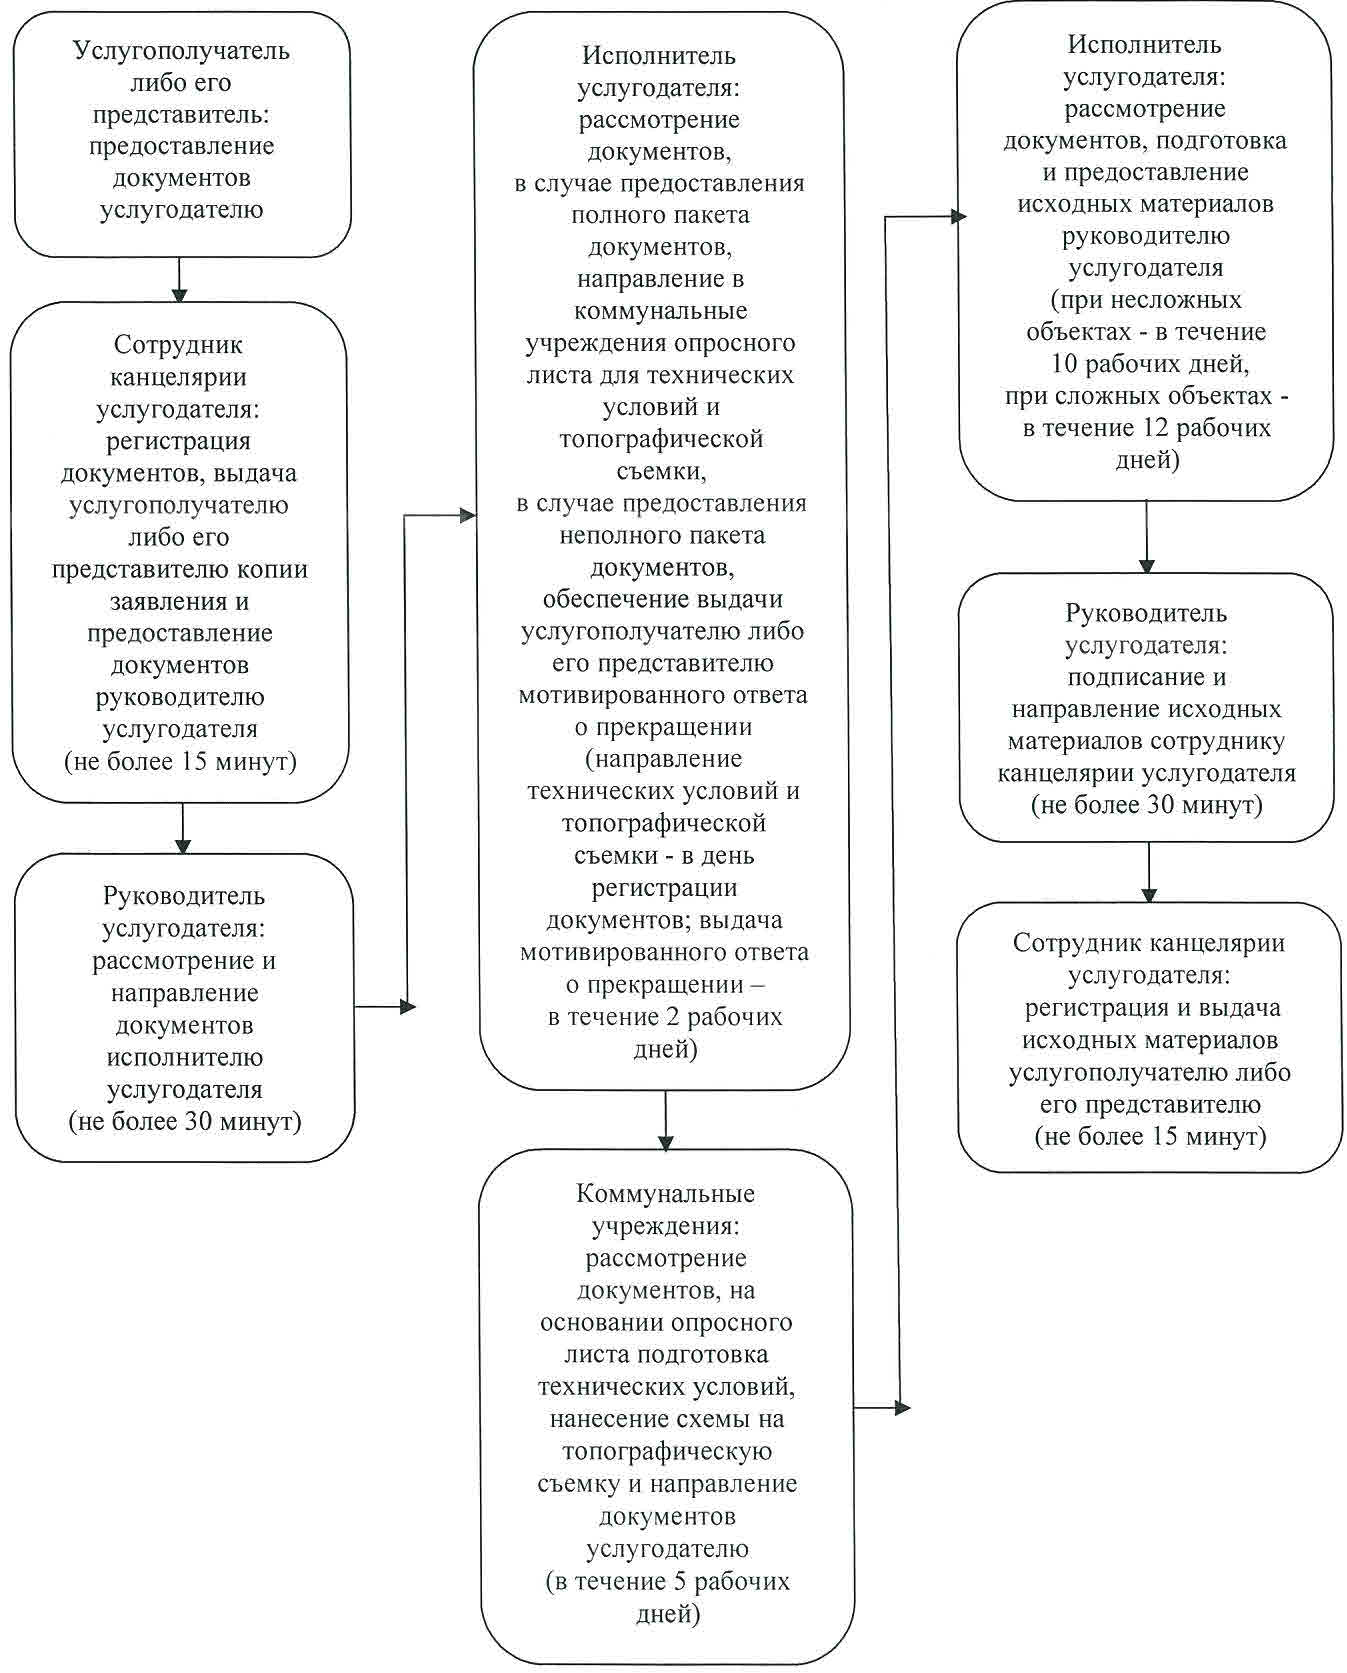 Услугополучатель
либо его
представитель:
предоставление
документов
услугодателю
Сотрудник
канцелярии
услугодателя:
регистрация
документов, выдача
услугополучателю
либо его
представителю копии
заявления и
предоставление
документов
руководителю
услугодателя
(не более 15 минут)
Руководитель
услугодателя:
рассмотрение и
направление
документов
исполнителю
услугодателя
(не более 30 минут)
Исполнитель
услугодателя:
рассмотрение
документов,
в случае предоставления
полного пакета
документов,
направление в
коммунальные
учреждения опросного
листа для технических
условий и
топографической
съемки,
в случае предоставления
неполного пакета
документов,
обеспечение выдачи
услугополучателю либо
его представителю
мотивированного ответа
о прекращении
(направление
технических условий и
топографической
съемки - в день
регистрации
документов; выдача
мотивированного ответа
о прекращении –
в течение 2 рабочих
дней)
Коммунальные
учреждения:
рассмотрение
документов, на
основании опросного
листа подготовка
технических условий,
нанесение схемы на
топографическую
съемку и направление
документов
услугодателю
(в течение 5 рабочих
дней)
Исполнитель
услугодателя:
рассмотрение
документов, подготовка
и предоставление
исходных материалов
руководителю
услугодателя
(при несложных
объектах - в течение
10 рабочих дней,
при сложных объектах -
в течение 12 рабочих
дней)
Руководитель
услугодателя:
подписание и
направление исходных
материалов сотруднику
канцелярии услугодателя
(не более 30 минут)
Сотрудник канцелярии
услугодателя:
регистрация и выдача
исходных материалов
услугополучателю либо
его представителю
(не более 15 минут)